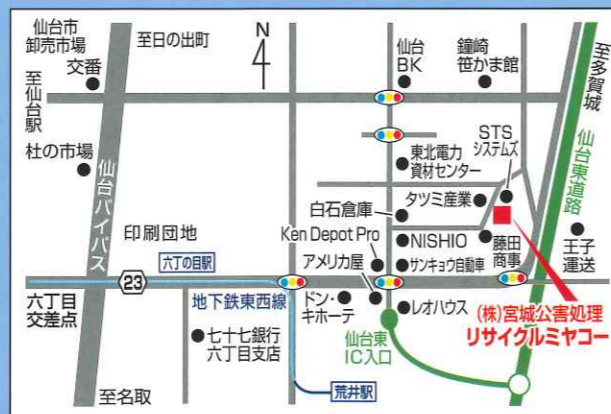 仙台市
卸売市場
至日の出町
N
仙台
BK
鐘崎
笹かま館
至多賀城
交番
至仙台駅
杜の市場
仙台バイパス
東北電力
資材センター
STS
システムズ
仙台東道路
タツミ産業
白石倉庫
印刷団地
Ken Depot Pro
NISHIO
藤田
商事
王子
運送
六丁の目駅
アメリカ屋
サンキョウ自動車
23
六丁目
交差点
地下鉄東西線
ドン・
キホーテ
レオハウス
(株)宮城公害処理
リサイクルミヤコー
七十七銀行
六丁目支店
仙台東
IC入口
至名取
荒井駅